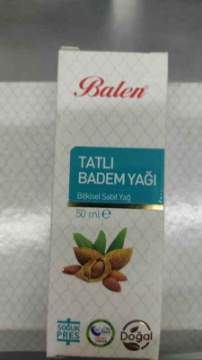 Balen
TATLI
BADEM YAĞI
Bitkisel Sabit Yağ
50 ml ℮
SOĞUK
PRES
Doğal